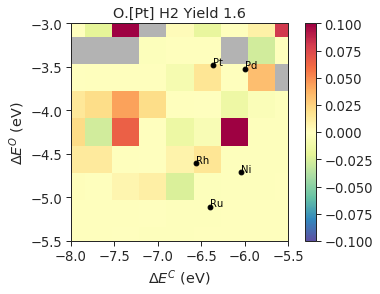 O.[Pt] H2 Yield 1.6
−3.0
−3.5
−4.0
−4.5
−5.0
−5.5
ΔE^O (eV)
Pt
Pd
Rh
Ni
Ru
−8.0 −7.5 −7.0 −6.5 −6.0 −5.5
ΔE^C (eV)
0.100
0.075
0.050
0.025
0.000
−0.025
−0.050
−0.075
−0.100